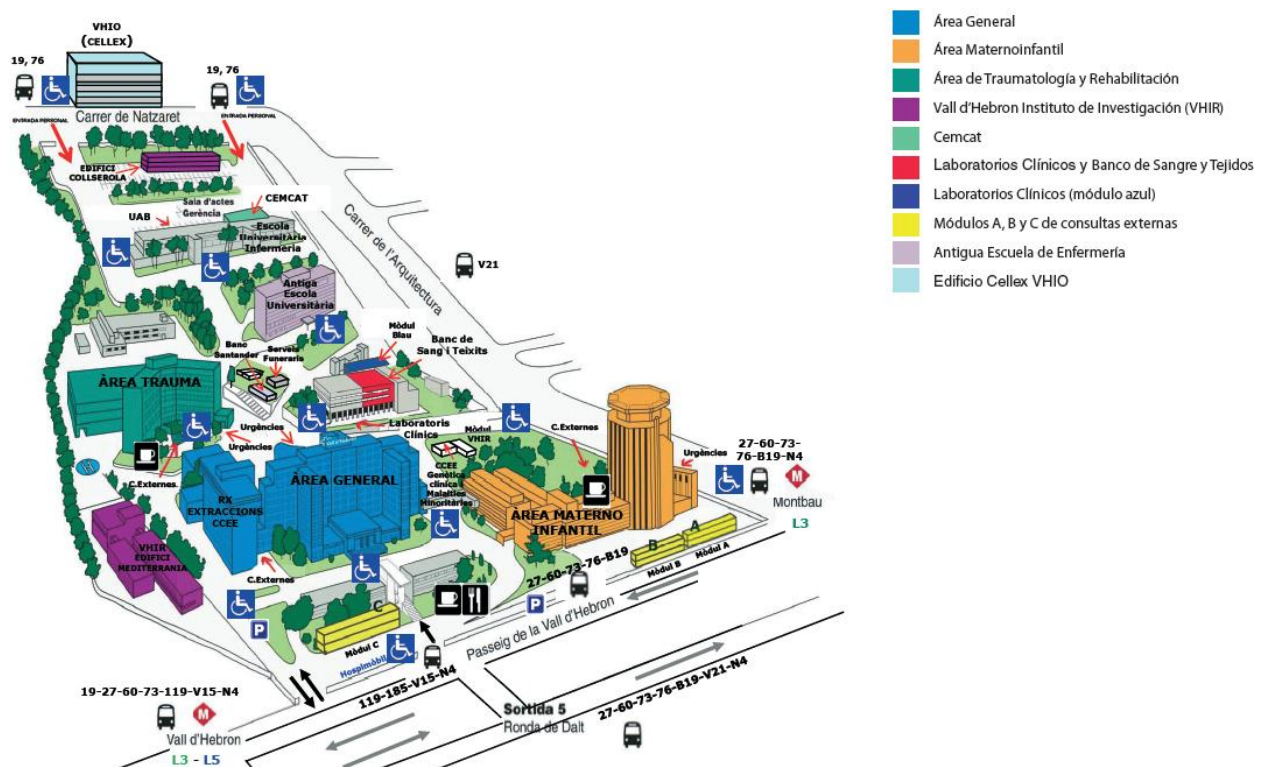 VHIO
(CELLEX)
19, 76
19, 76
Carrer de Natzaret
ENTRADA PERSONAL
ENTRADA PERSONAL
EDIFICI
COLLSEROLA
Sala d'actes
Gerència
CEMCAT
UAB
Escola
Universitària
Infermeria
Carrer de l'Arquitectura
V21
Antiga
Escola
Universitària
Mòdul
Blau
Banc de
Sang i Teixits
Banc
Santander
Serveis
Funeraris
ÀREA TRAUMA
Laboratoris
Clínics
Urgències
Urgències
C.Externes
H
Mòdul
VHIR
CCEE
Genètica
clínica i
Malalties
Minoritàries
C.Externes
Urgències
27-60-73-
76-B19-N4
M
Montbau
L3
ÀREA GENERAL
RX
EXTRACCIONS
CCEE
ÀREA MATERNO
INFANTIL
A
B
Mòdul A
Mòdul B
VHIR
EDIFICI
MEDITERRANIA
C.Externes
27-60-73-76-B19
P
P
C
Mòdul C
Hospimòbil
Passeig de la Vall d'Hebron
119-185-V15-N4
19-27-60-73-119-V15-N4
M
Vall d'Hebron
L3 - L5
Sortida 5
Ronda de Dalt
27-60-73-76-B19-V21-N4
Área General
Área Maternoinfantil
Área de Traumatología y Rehabilitación
Vall d'Hebron Instituto de Investigación (VHIR)
Cemcat
Laboratorios Clínicos y Banco de Sangre y Tejidos
Laboratorios Clínicos (módulo azul)
Módulos A, B y C de consultas externas
Antigua Escuela de Enfermería
Edificio Cellex VHIO